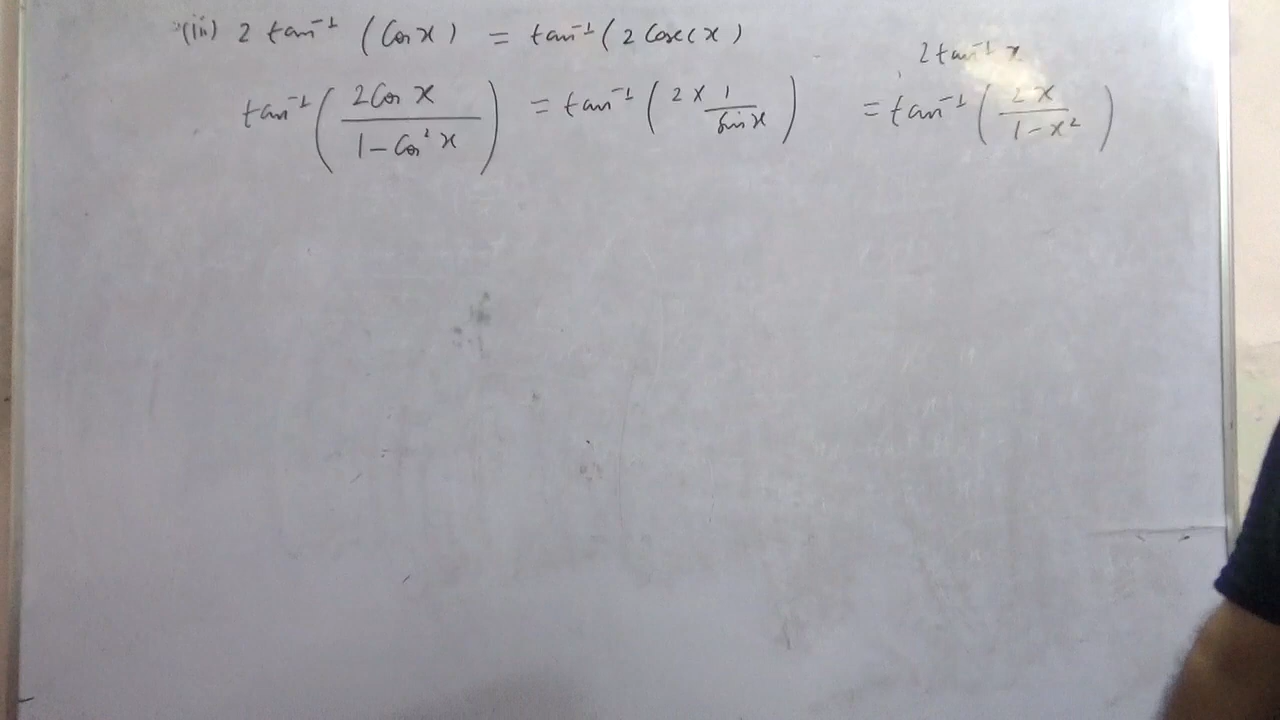 (iii) 2 tan⁻¹ (Cos x) = tan⁻¹ (2 Cosec x)
2 tan⁻¹ x
tan⁻¹ (2 Cos x / 1 - Cos² x) = tan⁻¹ (2 × 1 / Sin x) = tan⁻¹ (2x / 1 - x²)